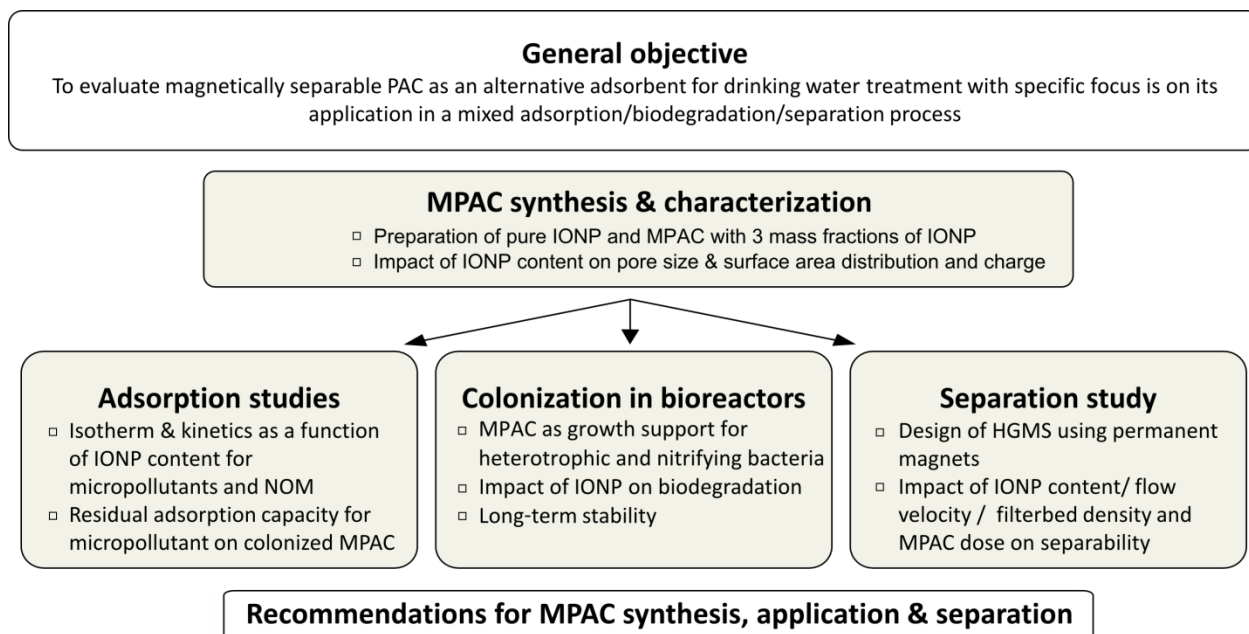 General objective
To evaluate magnetically separable PAC as an alternative adsorbent for drinking water treatment with specific focus is on its
application in a mixed adsorption/biodegradation/separation process
MPAC synthesis & characterization
□ Preparation of pure IONP and MPAC with 3 mass fractions of IONP
□ Impact of IONP content on pore size & surface area distribution and charge
Adsorption studies
□ Isotherm & kinetics as a function
of IONP content for
micropollutants and NOM
□ Residual adsorption capacity for
micropollutant on colonized MPAC
Colonization in bioreactors
□ MPAC as growth support for
heterotrophic and nitrifying bacteria
□ Impact of IONP on biodegradation
□ Long-term stability
Separation study
□ Design of HGMS using permanent
magnets
□ Impact of IONP content/ flow
velocity / filterbed density and
MPAC dose on separability
Recommendations for MPAC synthesis, application & separation